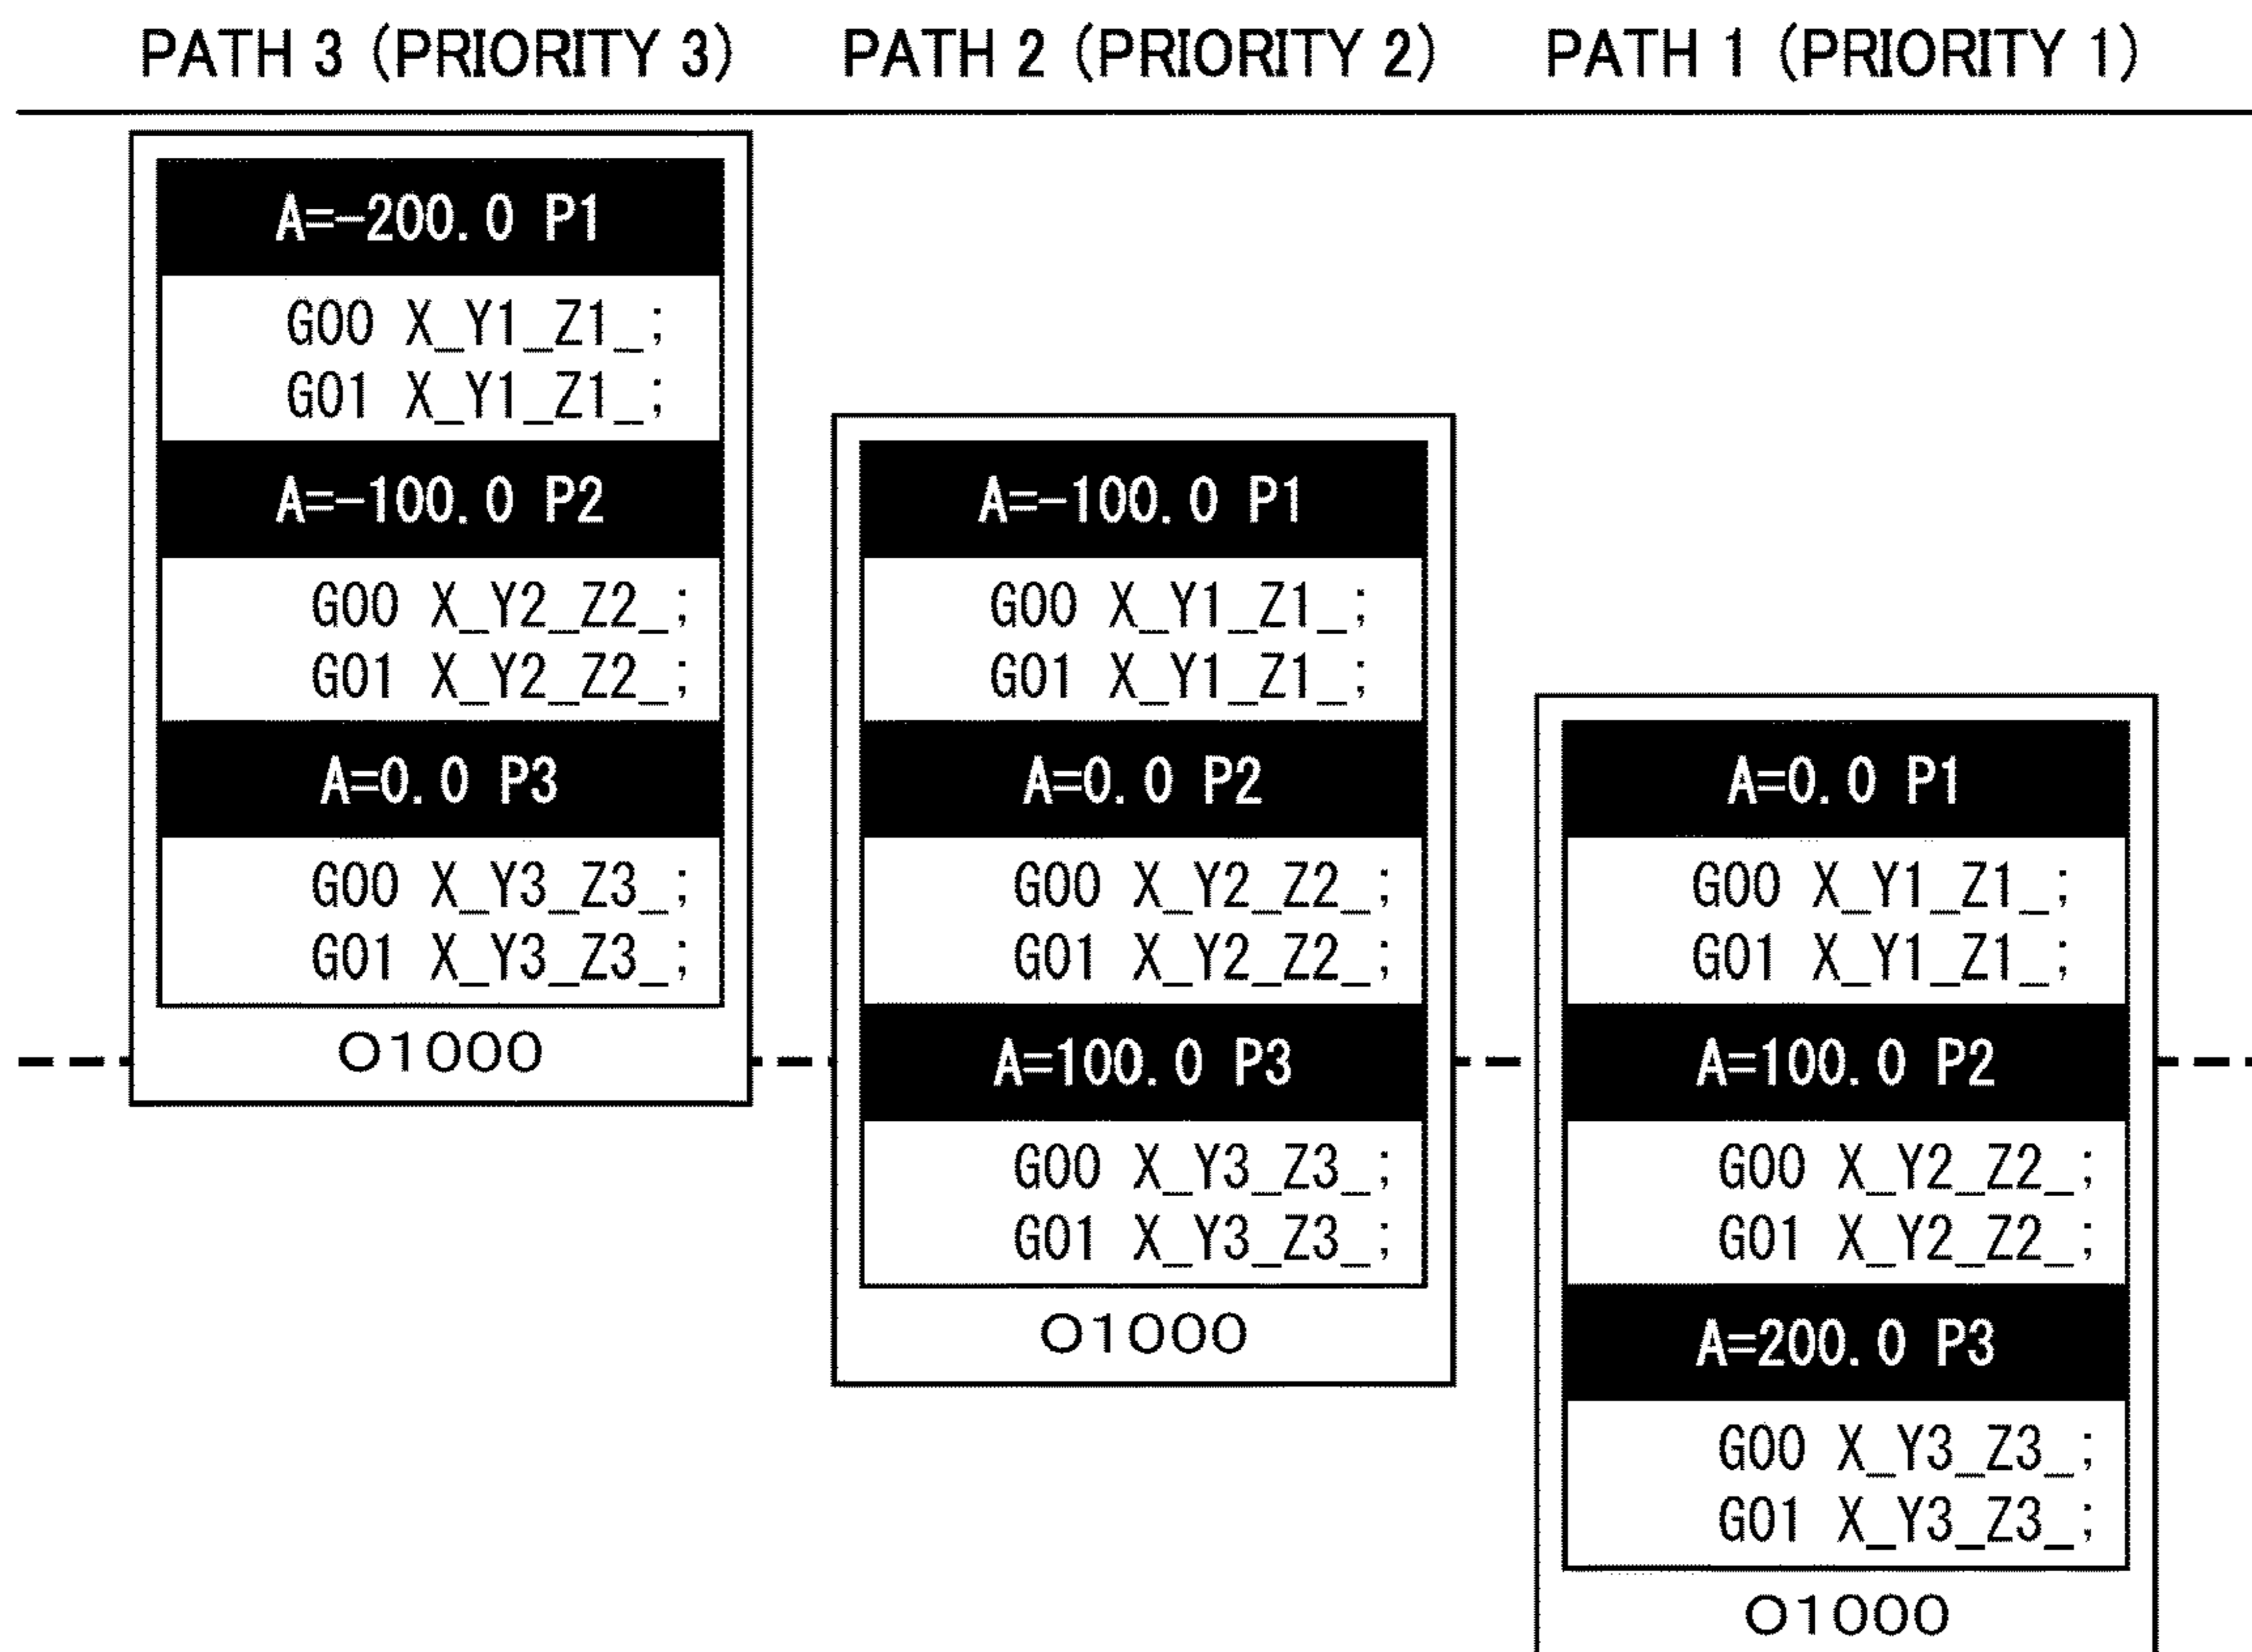 PATH 3 (PRIORITY 3)
PATH 2 (PRIORITY 2)
PATH 1 (PRIORITY 1)
A=-200.0 P1
G00 X_Y1_Z1_;
G01 X_Y1_Z1_;
A=-100.0 P2
G00 X_Y2_Z2_;
G01 X_Y2_Z2_;
A=0.0 P3
G00 X_Y3_Z3_;
G01 X_Y3_Z3_;
O1000
A=-100.0 P1
G00 X_Y1_Z1_;
G01 X_Y1_Z1_;
A=0.0 P2
G00 X_Y2_Z2_;
G01 X_Y2_Z2_;
A=100.0 P3
G00 X_Y3_Z3_;
G01 X_Y3_Z3_;
O1000
A=0.0 P1
G00 X_Y1_Z1_;
G01 X_Y1_Z1_;
A=100.0 P2
G00 X_Y2_Z2_;
G01 X_Y2_Z2_;
A=200.0 P3
G00 X_Y3_Z3_;
G01 X_Y3_Z3_;
O1000